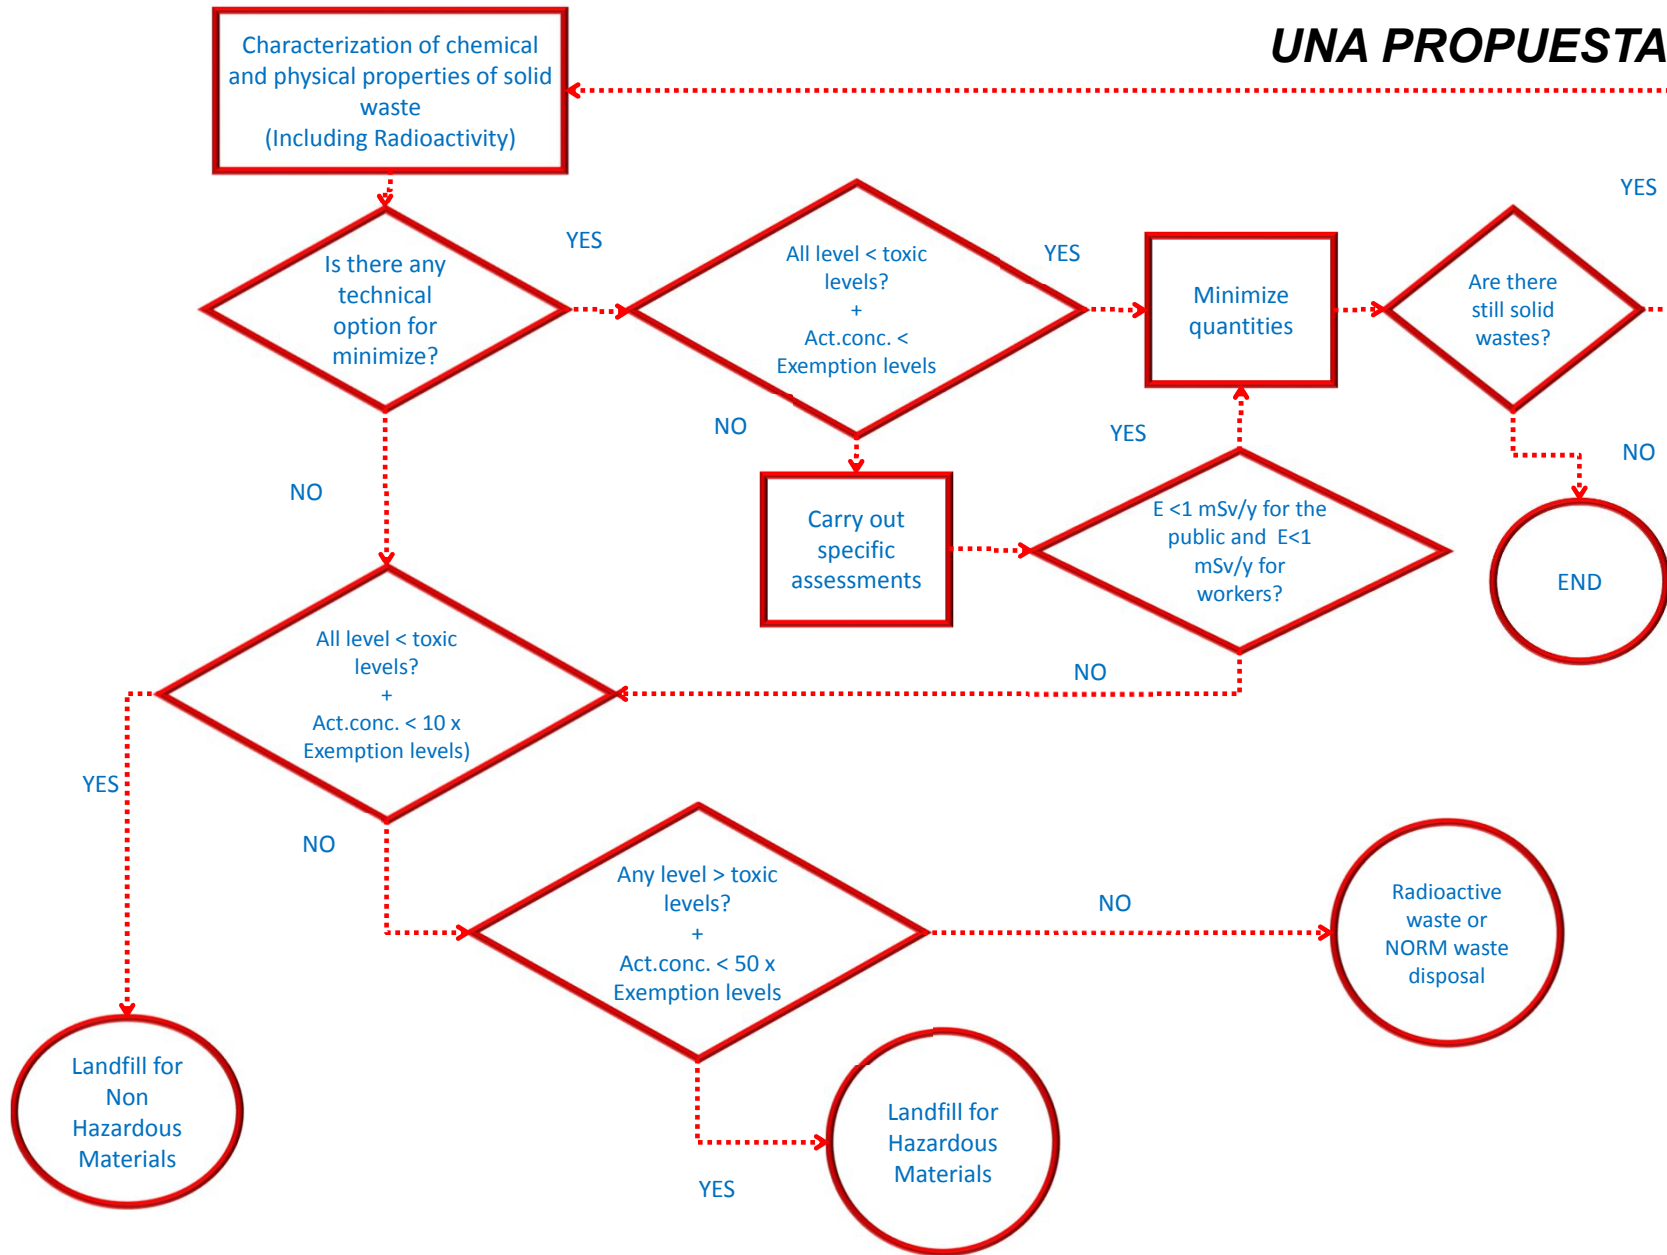 UNA PROPUESTA
Characterization of chemical
and physical properties of solid
waste
(Including Radioactivity)
YES
YES
YES
Is there any
technical
option for
minimize?
All level < toxic
levels?
+
Act.conc. <
Exemption levels
Minimize
quantities
Are there
still solid
wastes?
NO
YES
NO
NO
Carry out
specific
assessments
E <1 mSv/y for the
public and E<1
mSv/y for
workers?
END
NO
All level < toxic
levels?
+
Act.conc. < 10 x
Exemption levels)
YES
NO
Any level > toxic
levels?
+
Act.conc. < 50 x
Exemption levels
NO
Radioactive
waste or
NORM waste
disposal
Landfill for
Non
Hazardous
Materials
YES
Landfill for
Hazardous
Materials